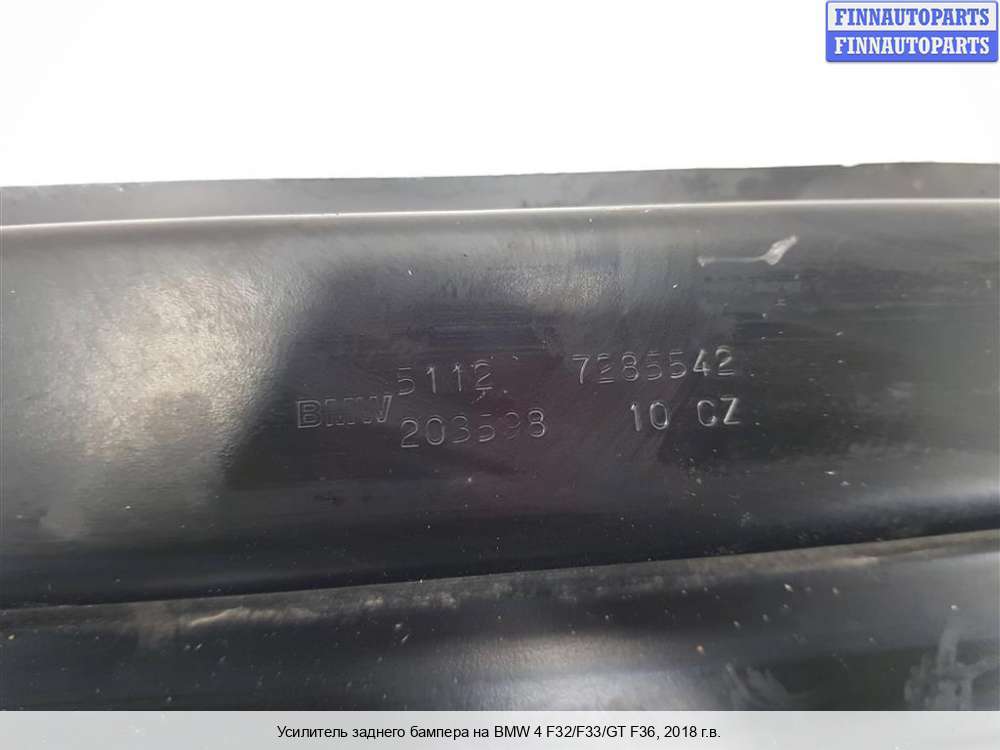 FINNAUTOPARTS
FINNAUTOPARTS
5112 7285542
BMW
203598 10 CZ
Усилитель заднего бампера на BMW 4 F32/F33/GT F36, 2018 г.в.